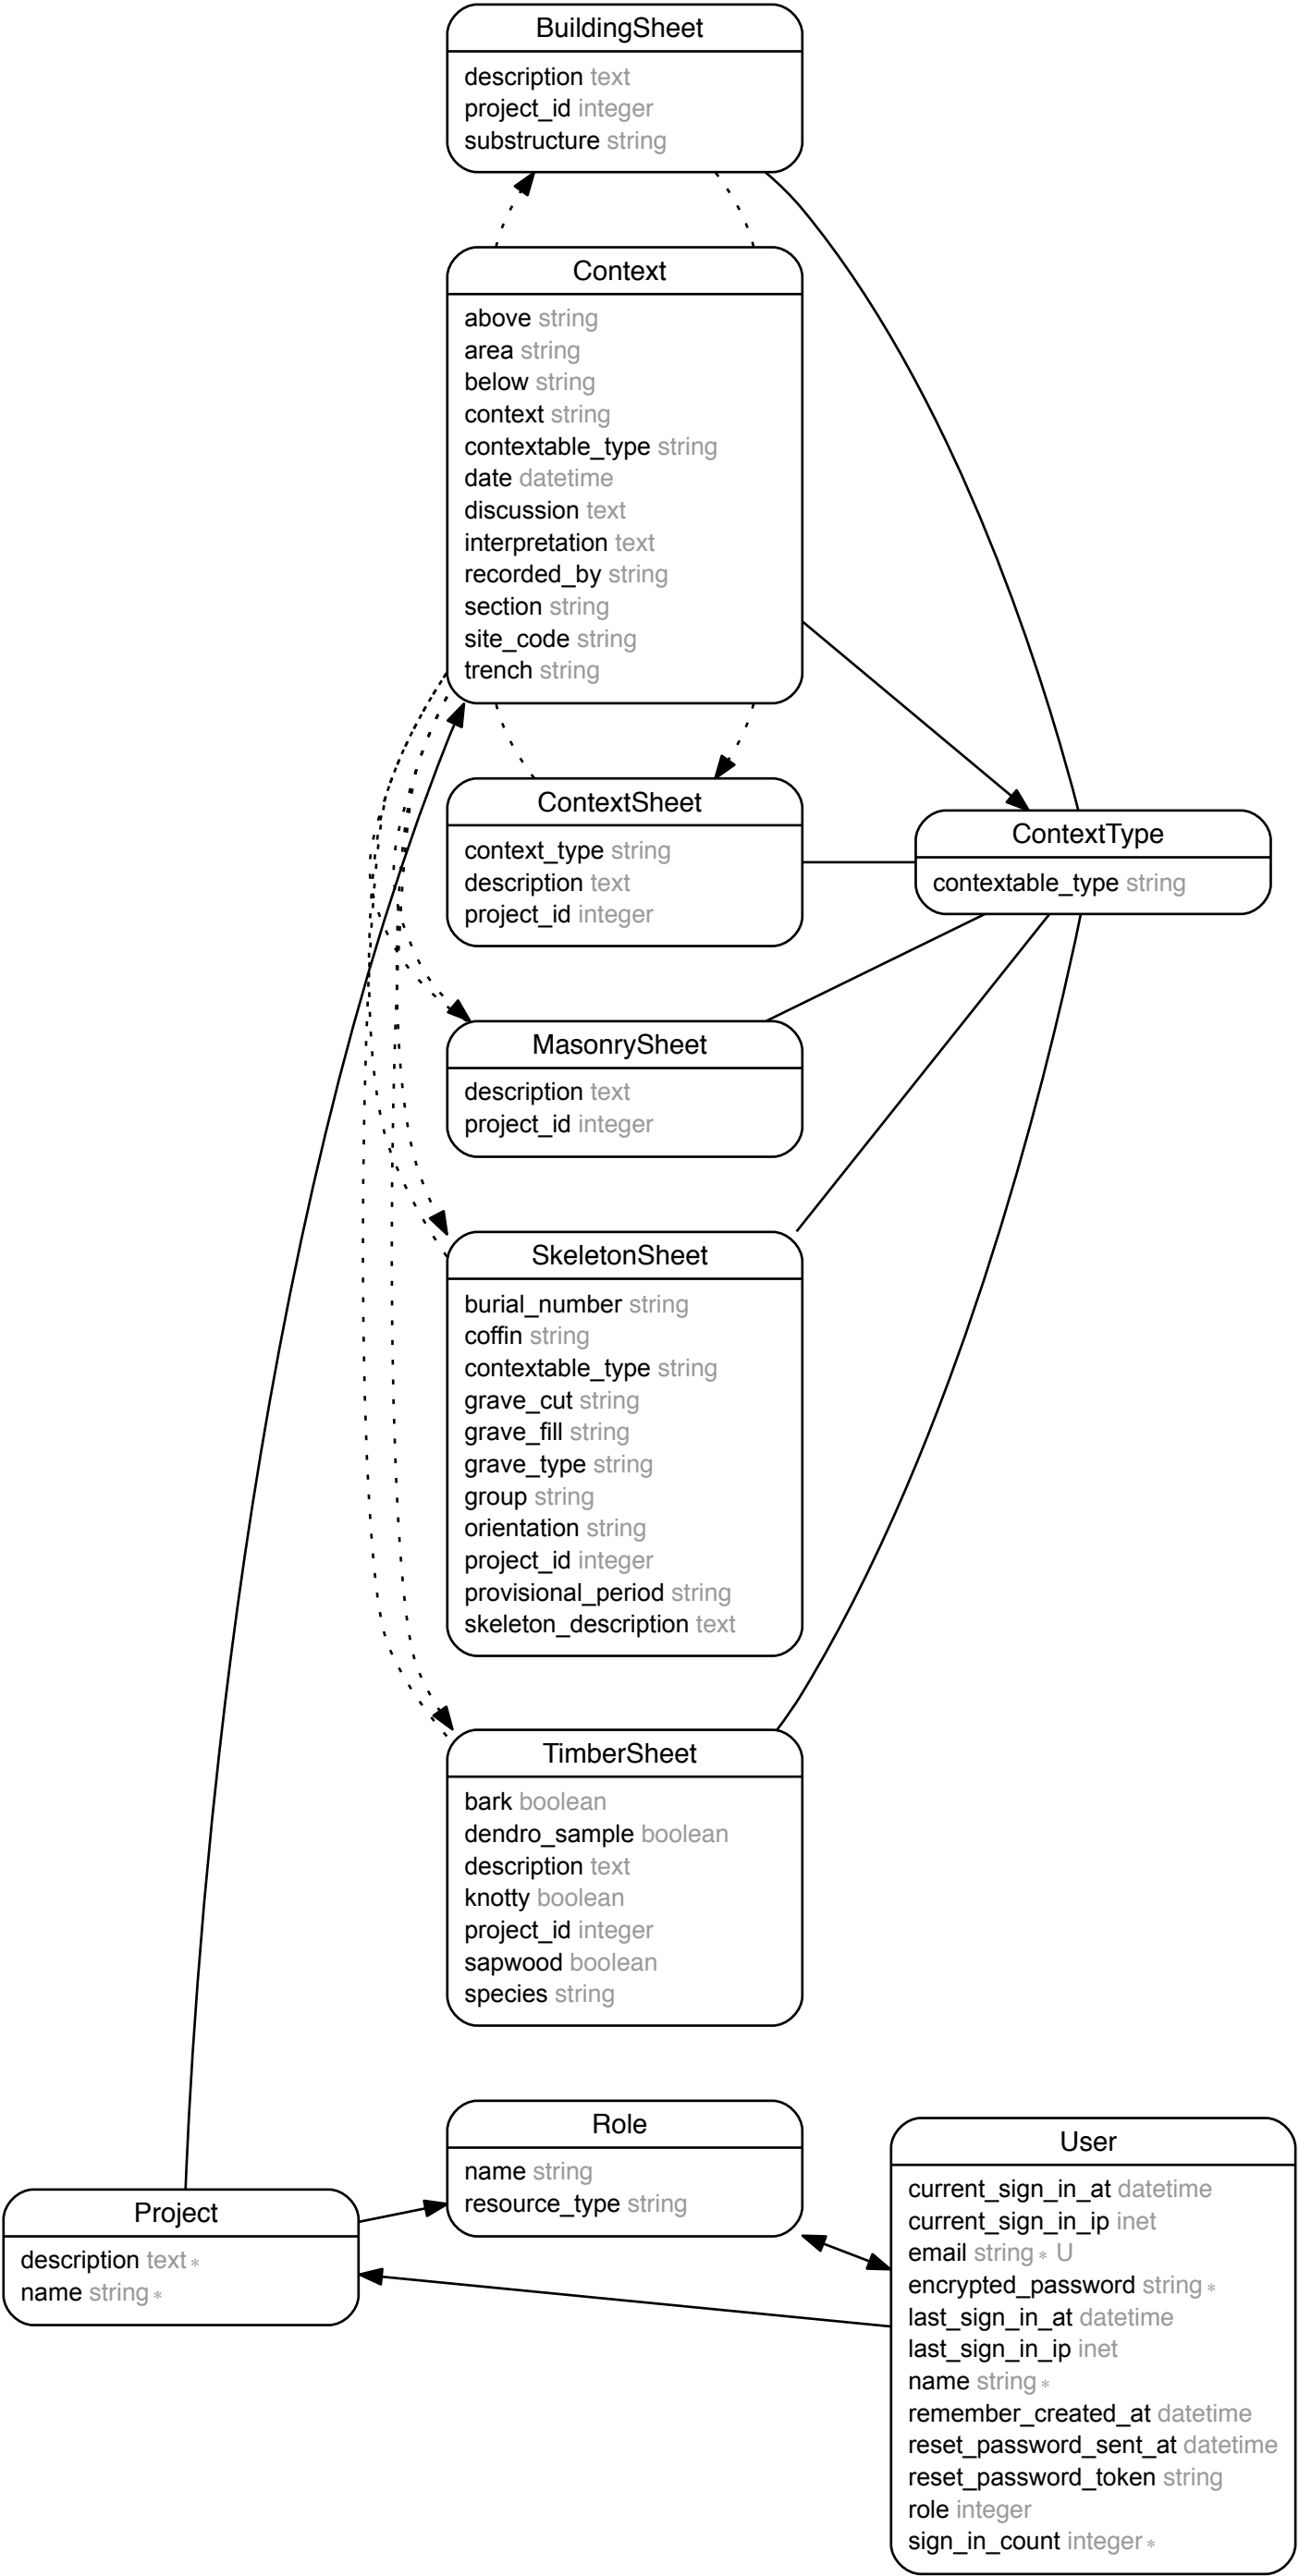 BuildingSheet
description text
project_id integer
substructure string
Context
above string
area string
below string
context string
contextable_type string
date datetime
discussion text
interpretation text
recorded_by string
section string
site_code string
trench string
ContextSheet
context_type string
description text
project_id integer
ContextType
contextable_type string
MasonrySheet
description text
project_id integer
SkeletonSheet
burial_number string
coffin string
contextable_type string
grave_cut string
grave_fill string
grave_type string
group string
orientation string
project_id integer
provisional_period string
skeleton_description text
TimberSheet
bark boolean
dendro_sample boolean
description text
knotty boolean
project_id integer
sapwood boolean
species string
Role
name string
resource_type string
Project
description text *
name string *
User
current_sign_in_at datetime
current_sign_in_ip inet
email string * U
encrypted_password string *
last_sign_in_at datetime
last_sign_in_ip inet
name string *
remember_created_at datetime
reset_password_sent_at datetime
reset_password_token string
role integer
sign_in_count integer *